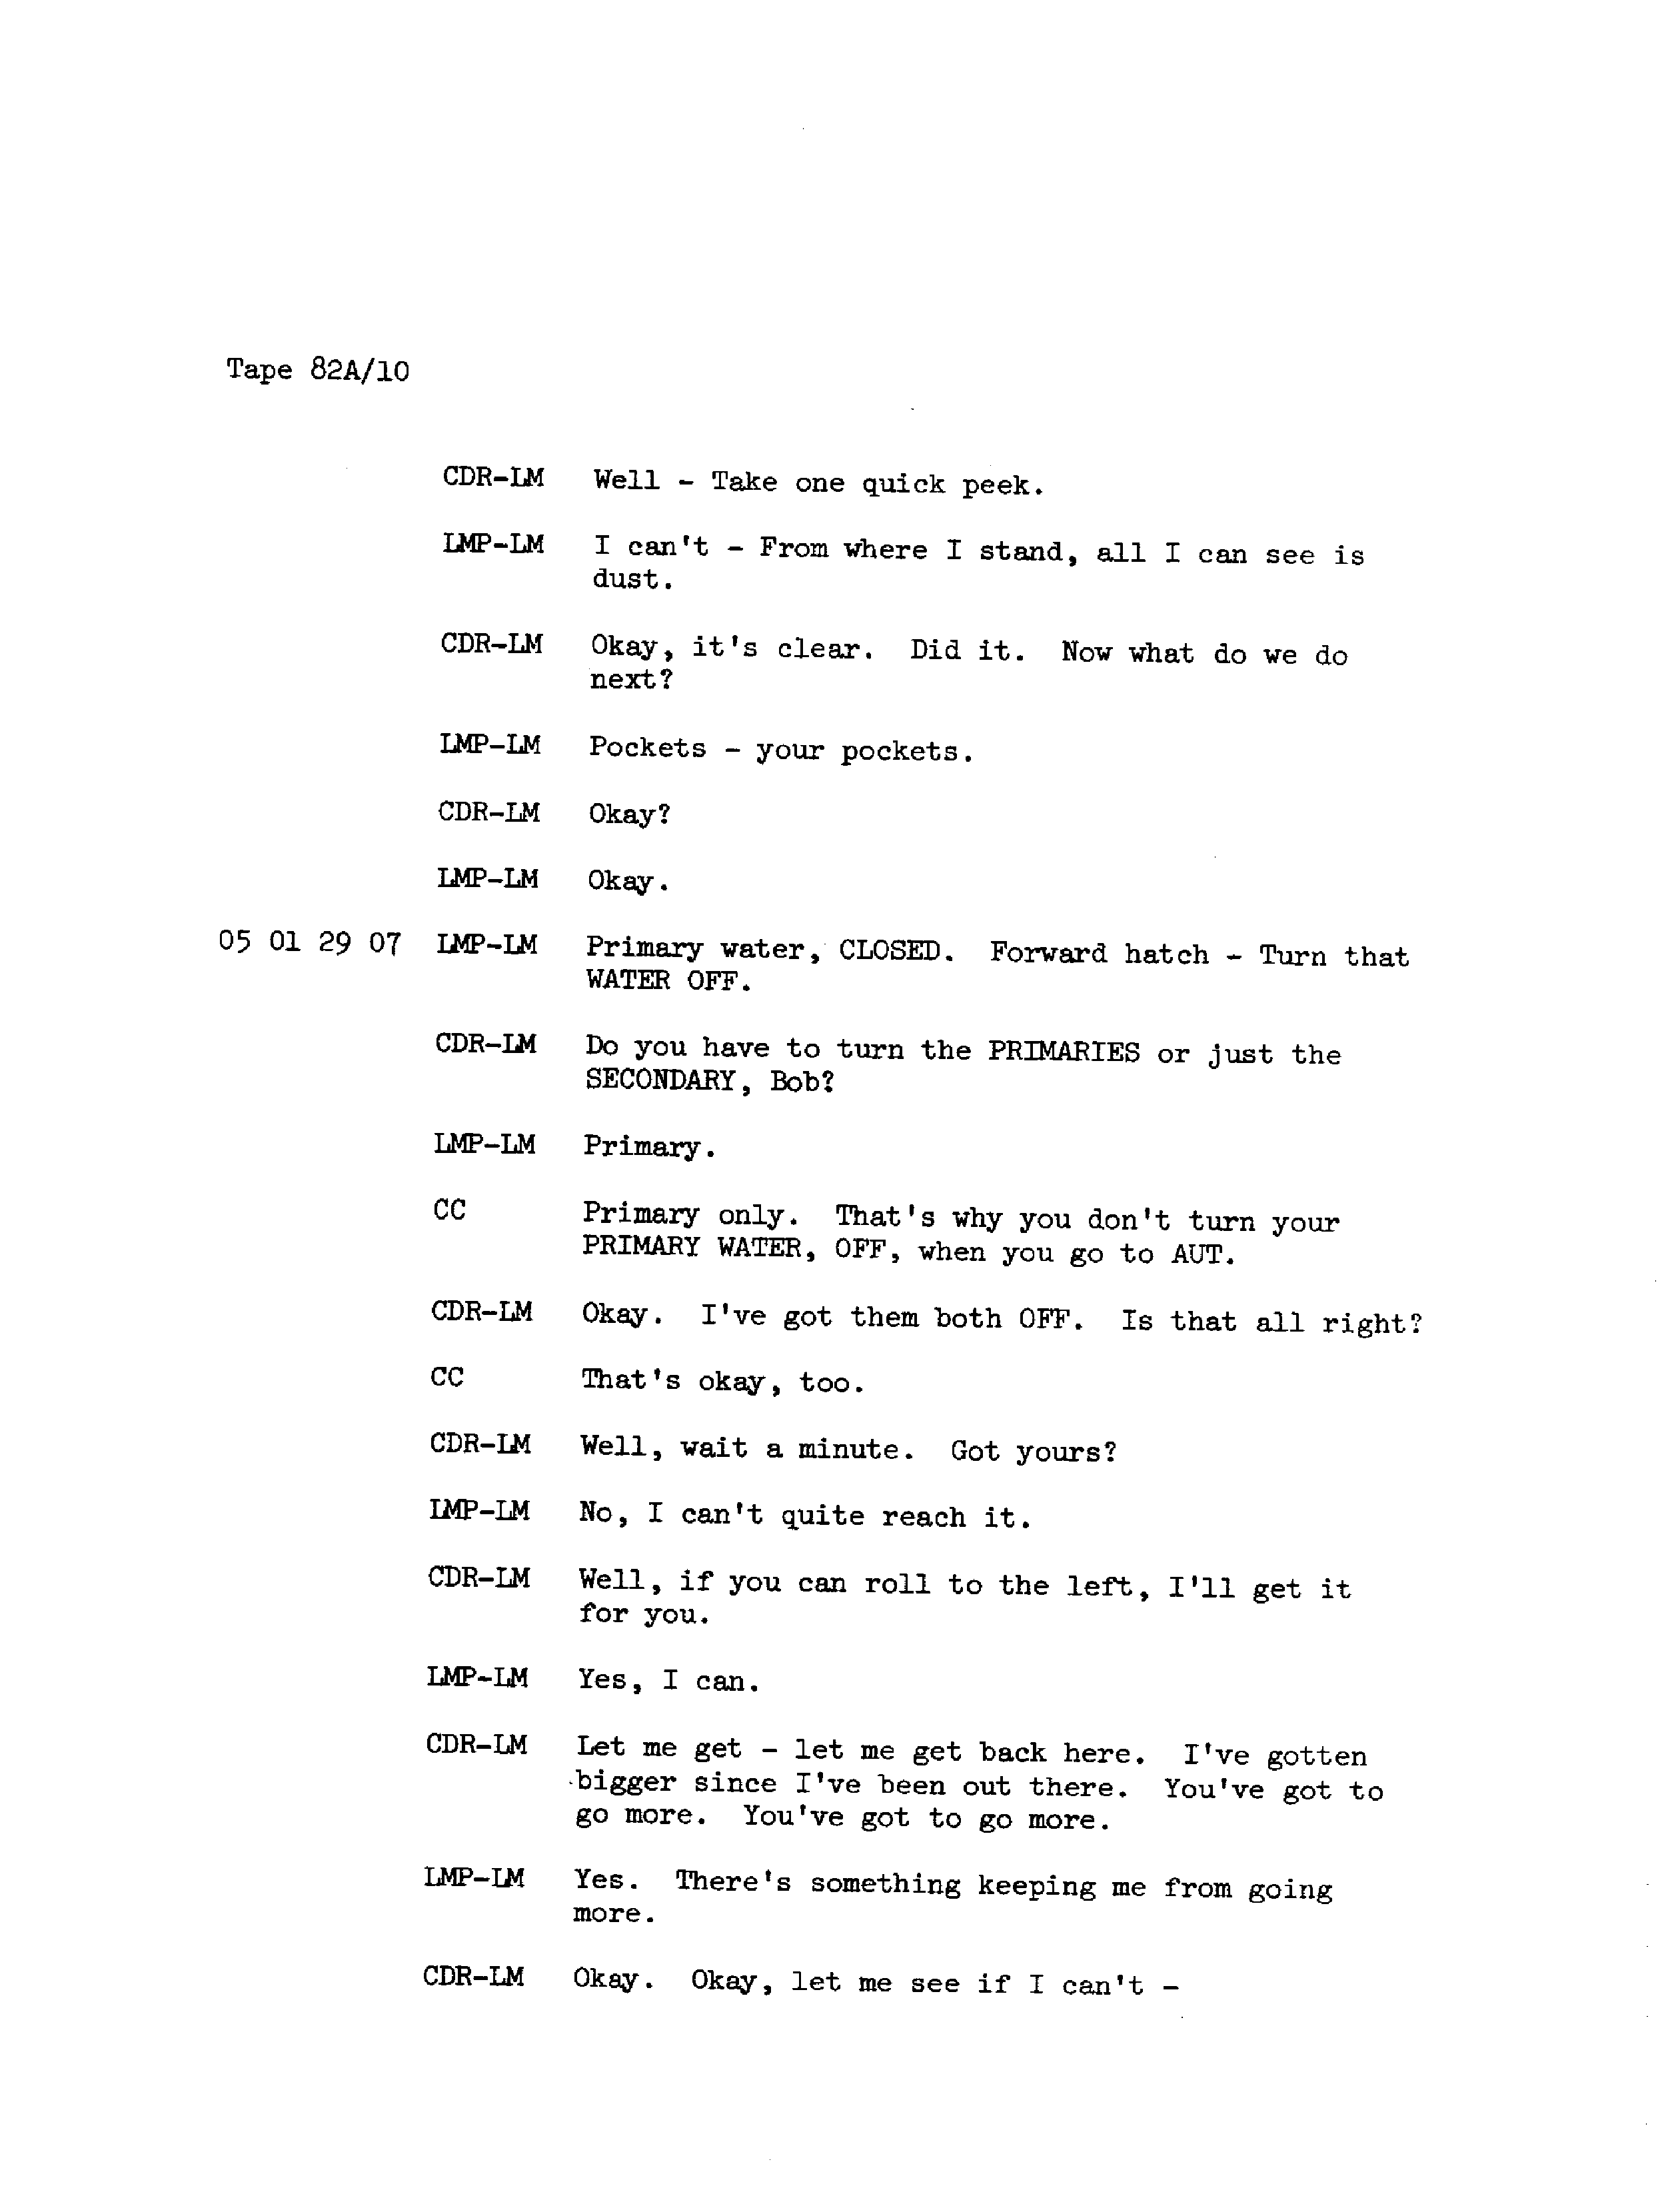 Tape 82A/10
CDR-LM Well - Take one quick peek.
LMP-LM I can't - From where I stand, all I can see is
dust.
CDR-LM Okay, it's clear. Did it. Now what do we do
next?
LMP-LM Pockets - your pockets.
CDR-LM Okay?
LMP-LM Okay.
05 01 29 07 LMP-LM Primary water, CLOSED. Forward hatch - Turn that
WATER OFF.
CDR-LM Do you have to turn the PRIMARIES or just the
SECONDARY, Bob?
LMP-LM Primary.
CC Primary only. That's why you don't turn your
PRIMARY WATER, OFF, when you go to AUT.
CDR-LM Okay. I've got them both OFF. Is that all right?
CC That's okay, too.
CDR-LM Well, wait a minute. Got yours?
LMP-LM No, I can't quite reach it.
CDR-LM Well, if you can roll to the left, I'll get it
for you.
LMP-LM Yes, I can.
CDR-LM Let me get - let me get back here. I've gotten
bigger since I've been out there. You've got to
go more. You've got to go more.
LMP-LM Yes. There's something keeping me from going
more.
CDR-LM Okay. Okay, let me see if I can't -